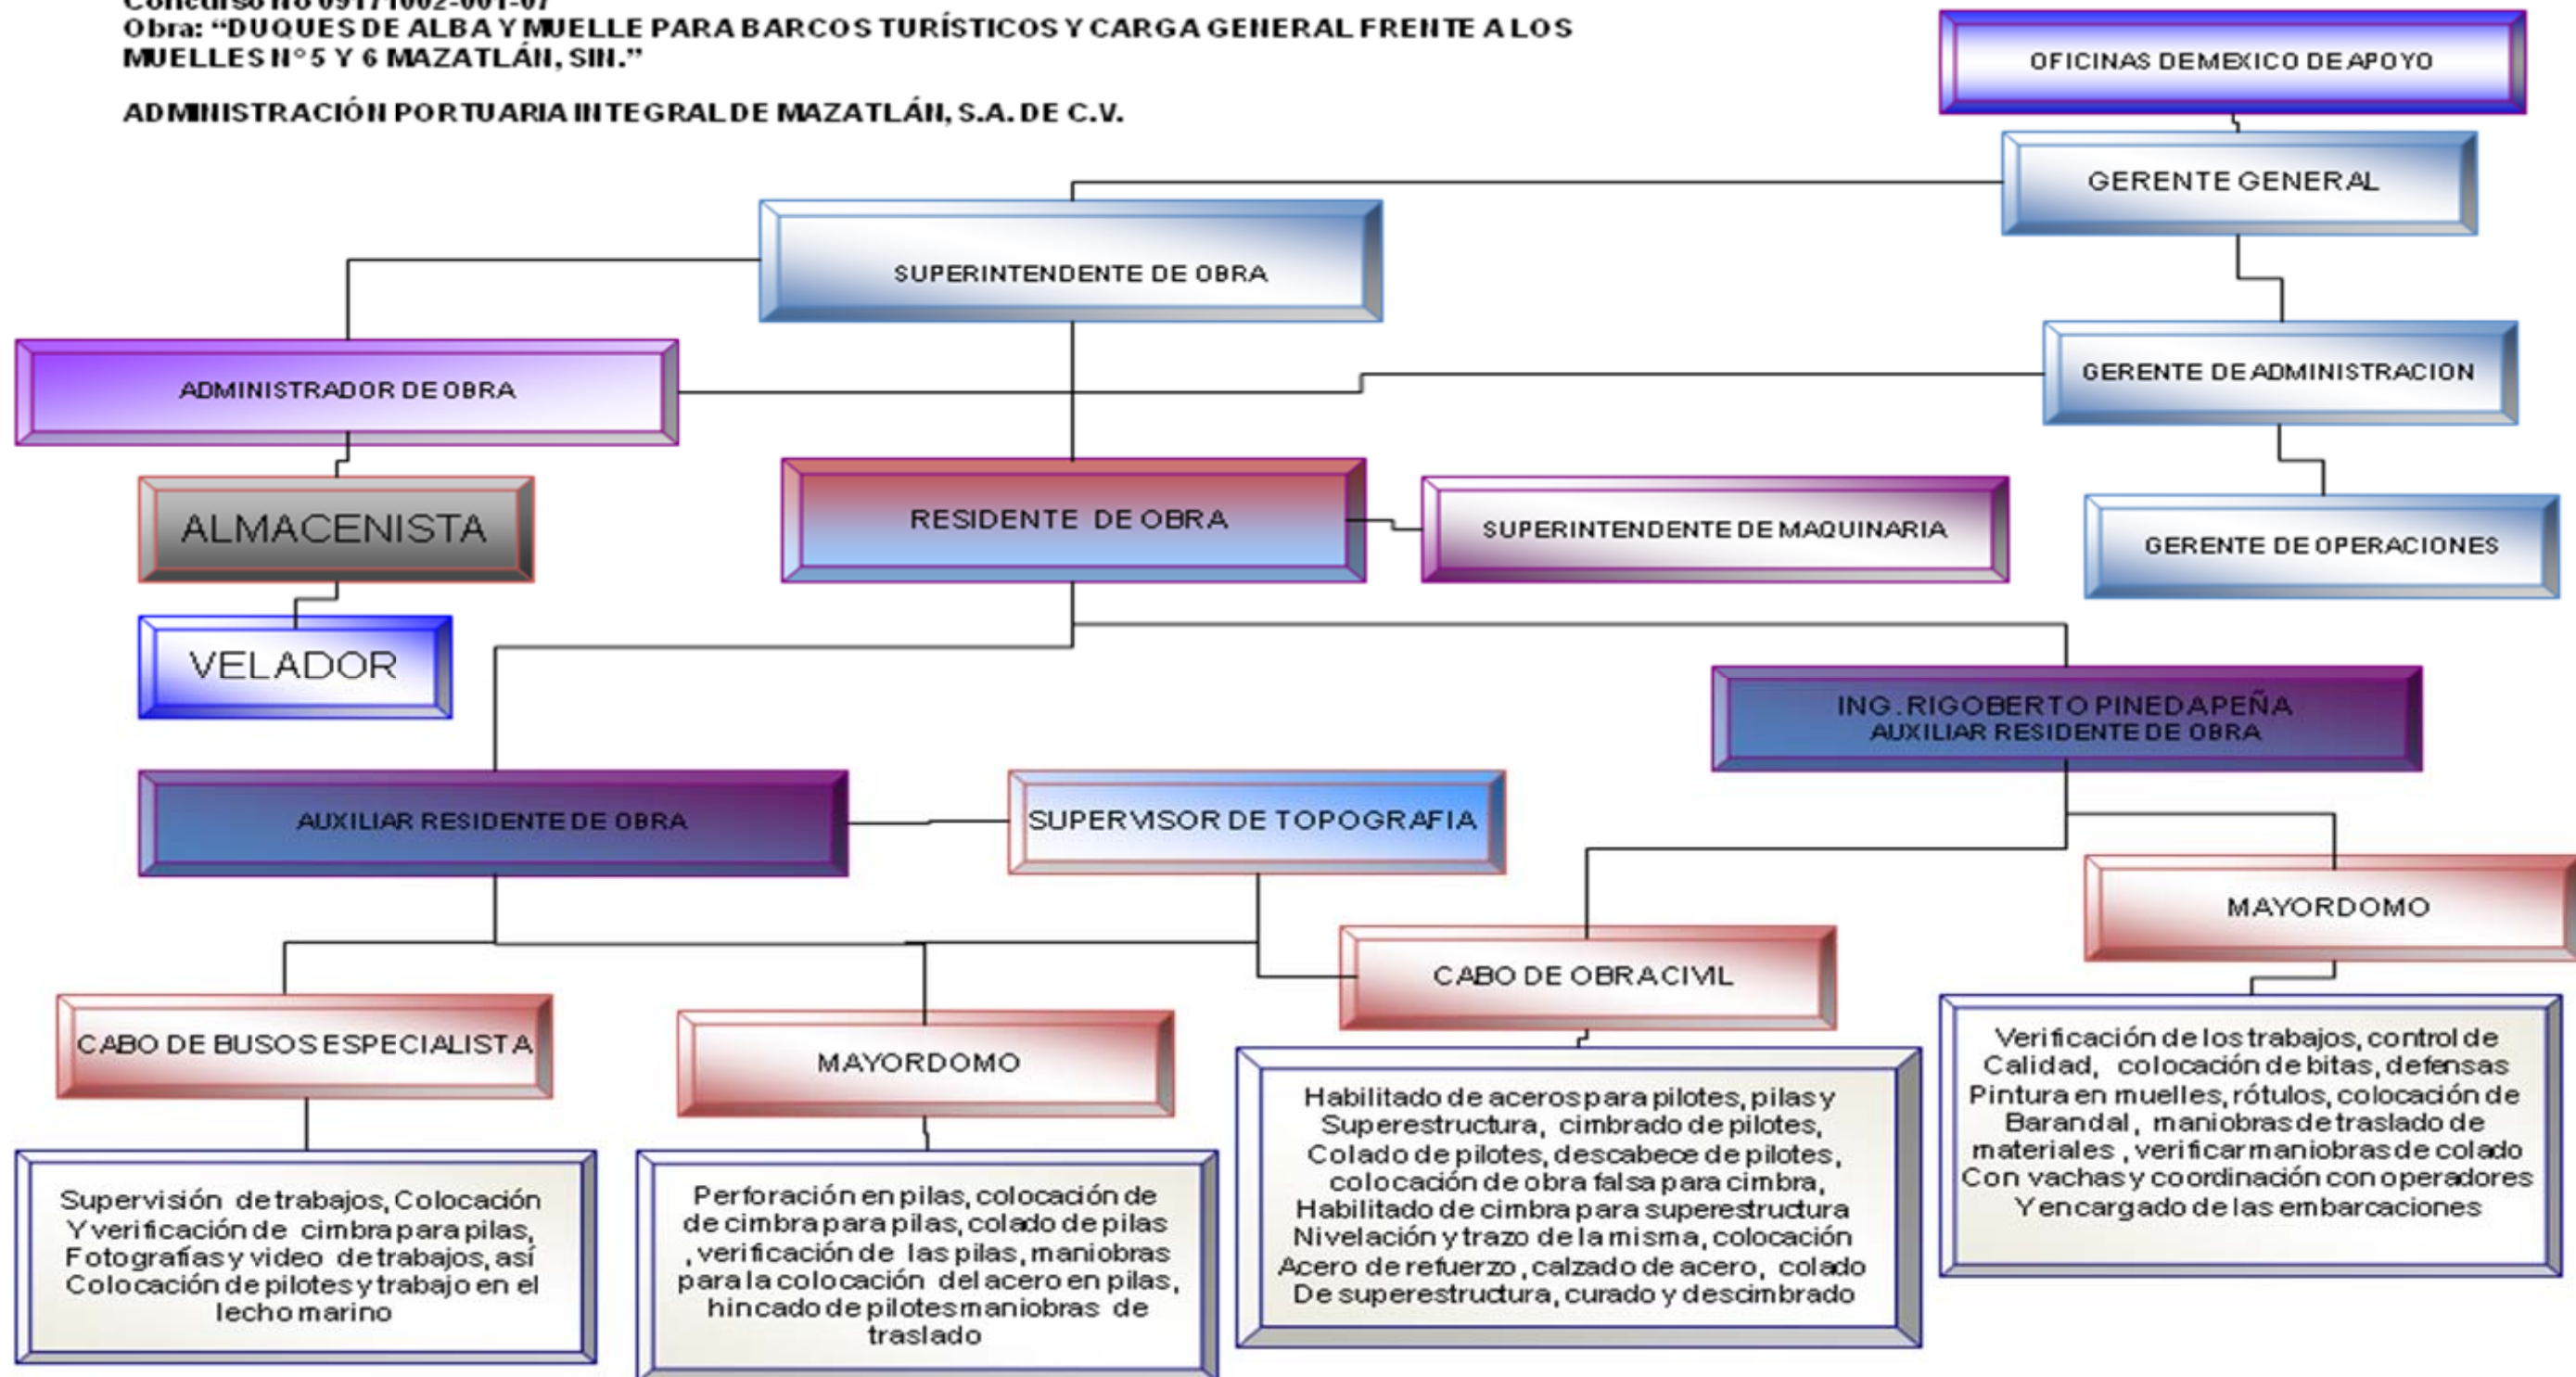 Concurso No 09171002-001-07
Obra: “DUQUES DE ALBA Y MUELLE PARA BARCOS TURÍSTICOS Y CARGA GENERAL FRENTE A LOS
MUELLES N° 5 Y 6 MAZATLÁN, SIN.”
ADMINISTRACIÓN PORTUARIA INTEGRAL DE MAZATLÁN, S.A. DE C.V.
OFICINAS DE MEXICO DE APOYO
GERENTE GENERAL
SUPERINTENDENTE DE OBRA
GERENTE DE ADMINISTRACION
ADMINISTRADOR DE OBRA
ALMACENISTA
RESIDENTE DE OBRA
SUPERINTENDENTE DE MAQUINARIA
GERENTE DE OPERACIONES
VELADOR
ING. RIGOBERTO PINEDA PEÑA
AUXILIAR RESIDENTE DE OBRA
AUXILIAR RESIDENTE DE OBRA
SUPERVISOR DE TOPOGRAFIA
MAYORDOMO
CABO DE OBRA CIVIL
CABO DE BUSOS ESPECIALISTA
MAYORDOMO
Supervisión de trabajos, Colocación
Y verificación de cimbra para pilas,
Fotografías y video de trabajos, así
Colocación de pilotes y trabajo en el
lecho marino
Perforación en pilas, colocación de
de cimbra para pilas, colado de pilas
, verificación de las pilas, maniobras
para la colocación del acero en pilas,
hincado de pilotes maniobras de
traslado
Habilitado de aceros para pilotes, pilas y
Superestructura, cimbrado de pilotes,
Colado de pilotes, descabece de pilotes,
colocación de obra falsa para cimbra,
Habilitado de cimbra para superestructura
Nivelación y trazo de la misma, colocación
Acero de refuerzo, calzado de acero, colado
De superestructura, curado y descimbrado
Verificación de los trabajos, control de
Calidad, colocación de bitas, defensas
Pintura en muelles, rótulos, colocación de
Barandal, maniobras de traslado de
materiales, verificar maniobras de colado
Con vachas y coordinación con operadores
Y encargado de las embarcaciones